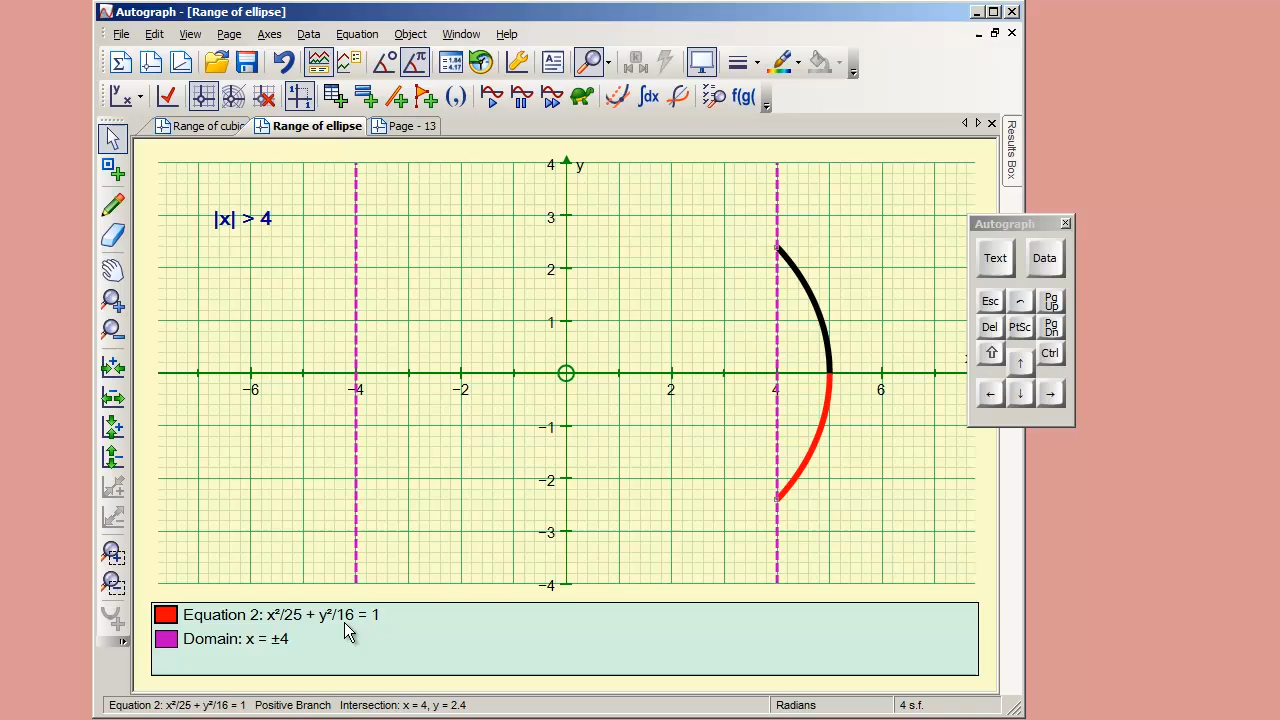 Autograph - [Range of ellipse]
File Edit View Page Axes Data Equation Object Window Help
Range of cubic Range of ellipse Page - 13
Results Box
4 y
|x| > 4
3
2
1
−6 −4 −2 2 4 6
−1
−2
−3
−4
Autograph
Text Data
Esc Pg Up
Del PtSc Pg Dn
Ctrl
Equation 2: x²/25 + y²/16 = 1
Domain: x = ±4
Equation 2: x²/25 + y²/16 = 1 Positive Branch Intersection: x = 4, y = 2.4 Radians 4 s.f.